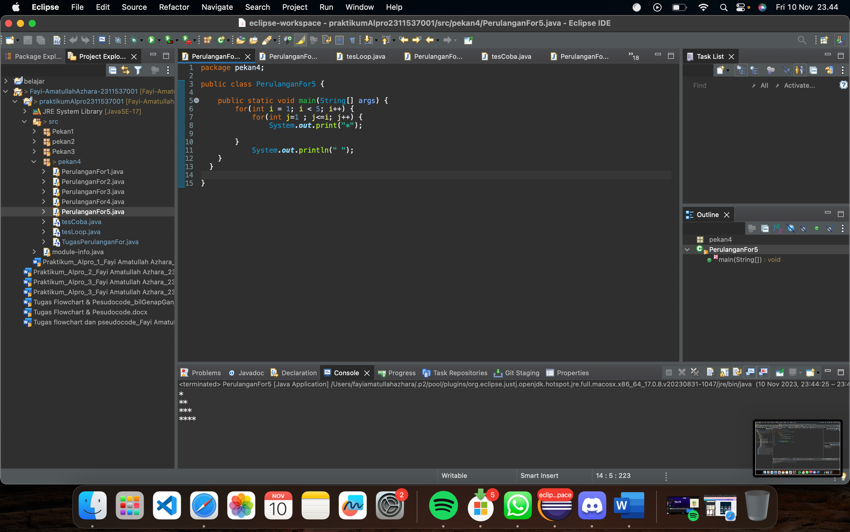 Eclipse File Edit Source Refactor Navigate Search Project Run Window Help Fri 10 Nov 23.44
eclipse-workspace - praktikumAlpro2311537001/src/pekan4/PerulanganFor5.java - Eclipse IDE
Package Expl... Project Explo...
belajar
> Fayi-AmatullahAzhara-2311537001 [Fayi-Amatul
> praktikumAlpro2311537001 [Fayi-Amatullah
JRE System Library [JavaSE-17]
> src
Pekan1
pekan2
Pekan3
> pekan4
PerulanganFor1.java
PerulanganFor2.java
PerulanganFor3.java
PerulanganFor4.java
PerulanganFor5.java
tesCoba.java
tesLoop.java
TugasPerulanganFor.java
module-info.java
Praktikum_Alpro_1_Fayi Amatullah Azhara_
Praktikum_Alpro_2_Fayi Amatullah Azhara_23
Praktikum_Alpro_3_Fayi Amatullah Azhara_23
Praktikum_Alpro_3_Fayi Amatullah Azhara_23
Tugas Flowchart & Pesudocode_bilGenapGan
Tugas Flowchart & Pseudocode.docx
Tugas flowchart dan pseudocode_Fayi Amatu
PerulanganFo... PerulanganFo... tesLoop.java PerulanganFo... tesCoba.java PerulanganFo... »18
1 package pekan4;
2
3 public class PerulanganFor5 {
4
5 public static void main(String[] args) {
6 for(int i = 1; i < 5; i++) {
7 for(int j=1 ; j<=i; j++) {
8 System.out.print("*");
9
10 }
11 System.out.println(" ");
12 }
13 }
14
15 }
Task List
Find All Activate...
Outline
pekan4
PerulanganFor5
main(String[]) : void
Problems Javadoc Declaration Console Progress Task Repositories Git Staging Properties
<terminated> PerulanganFor5 [Java Application] /Users/fayiamatullahazhara/.p2/pool/plugins/org.eclipse.justj.openjdk.hotspot.jre.full.macosx.x86_64_17.0.8.v20230831-1047/jre/bin/java (10 Nov 2023, 23:44:25 – 23:4
*
**
***
****
Writable Smart Insert 14 : 5 : 223
NOV
10
2
5
eclip...pace